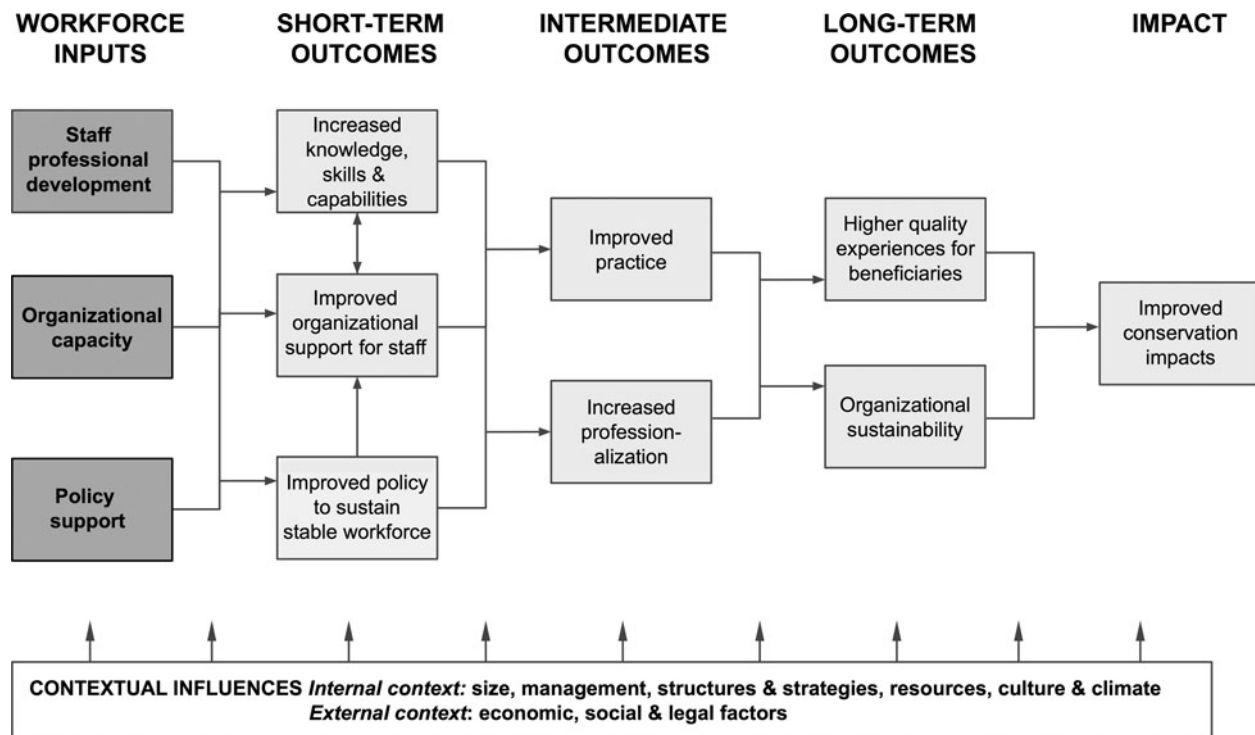 WORKFORCE
INPUTS
SHORT-TERM
OUTCOMES
INTERMEDIATE
OUTCOMES
LONG-TERM
OUTCOMES
IMPACT
Staff
professional
development
Organizational
capacity
Policy
support
Increased
knowledge,
skills &
capabilities
Improved
organizational
support for staff
Improved policy
to sustain
stable workforce
Improved
practice
Increased
profession-
alization
Higher quality
experiences for
beneficiaries
Organizational
sustainability
Improved
conservation
impacts
CONTEXTUAL INFLUENCES Internal context: size, management, structures & strategies, resources, culture & climate
External context: economic, social & legal factors